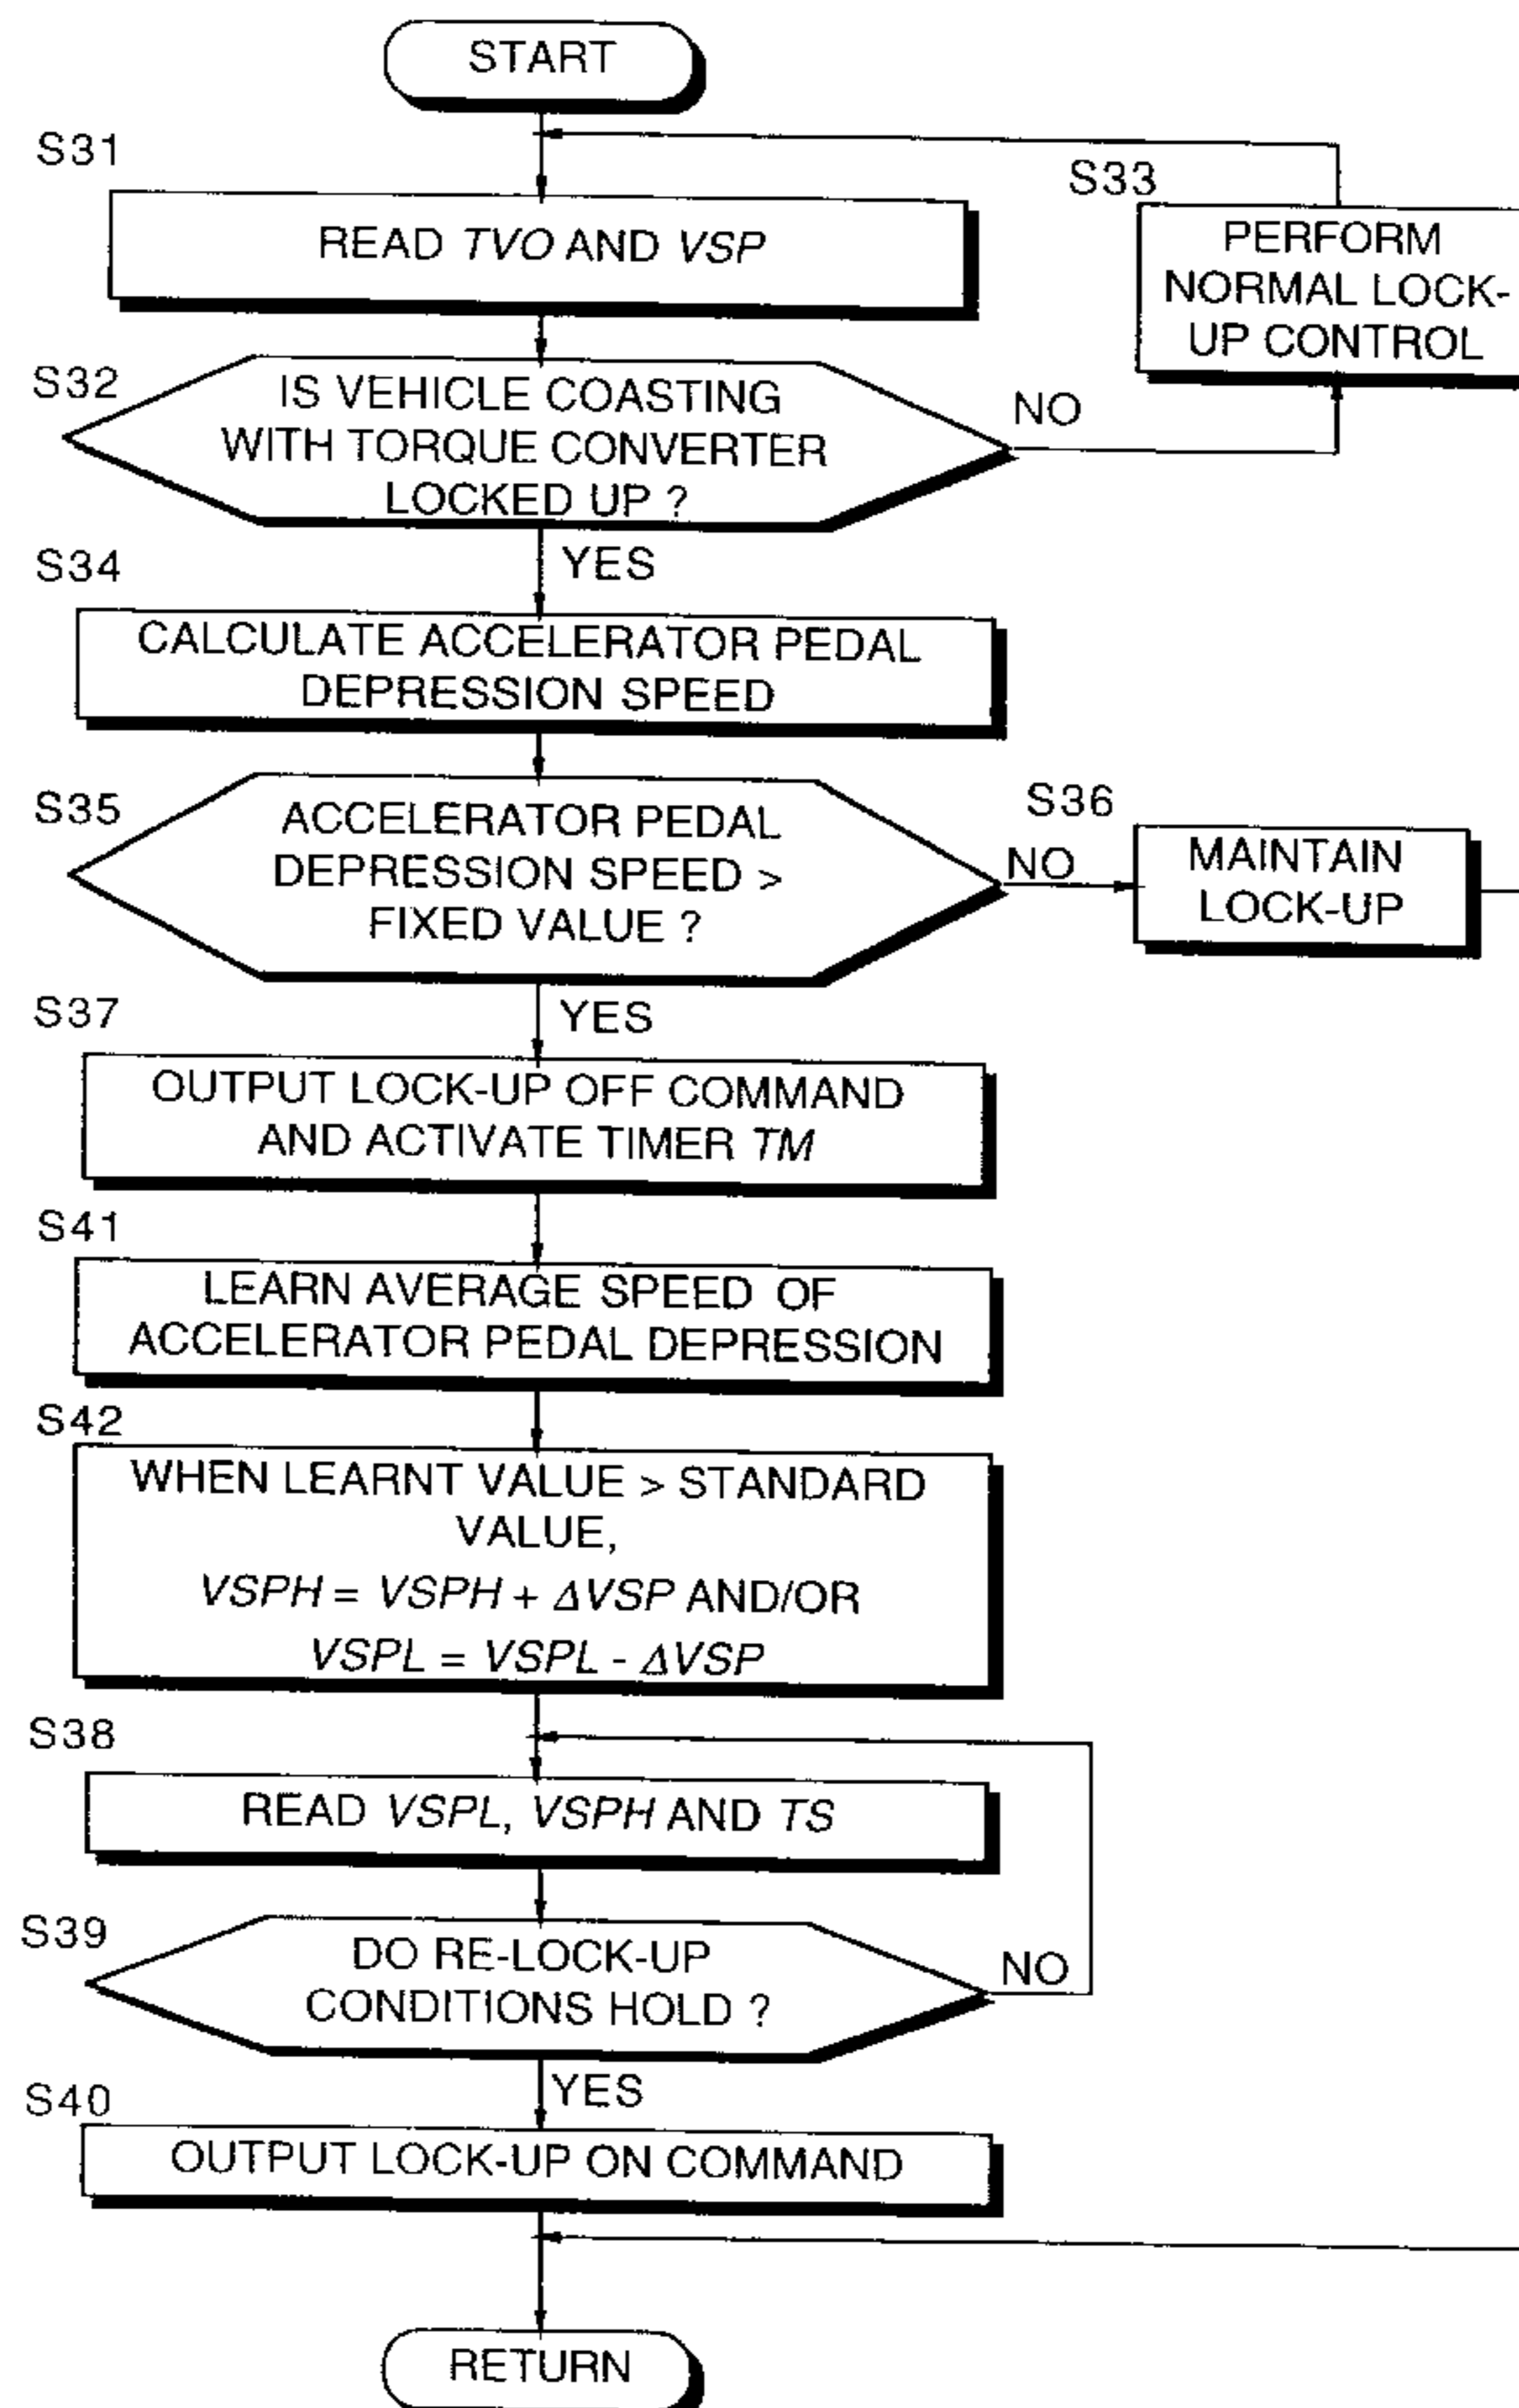 START
S31
READ TVO AND VSP
S33
PERFORM
NORMAL LOCK-
UP CONTROL
S32
IS VEHICLE COASTING
WITH TORQUE CONVERTER
LOCKED UP ?
NO
YES
S34
CALCULATE ACCELERATOR PEDAL
DEPRESSION SPEED
S35
ACCELERATOR PEDAL
DEPRESSION SPEED >
FIXED VALUE ?
NO
S36
MAINTAIN
LOCK-UP
YES
S37
OUTPUT LOCK-UP OFF COMMAND
AND ACTIVATE TIMER TM
S41
LEARN AVERAGE SPEED OF
ACCELERATOR PEDAL DEPRESSION
S42
WHEN LEARNT VALUE > STANDARD
VALUE,
VSPH = VSPH + ΔVSP AND/OR
VSPL = VSPL - ΔVSP
S38
READ VSPL, VSPH AND TS
S39
DO RE-LOCK-UP
CONDITIONS HOLD ?
NO
YES
S40
OUTPUT LOCK-UP ON COMMAND
RETURN